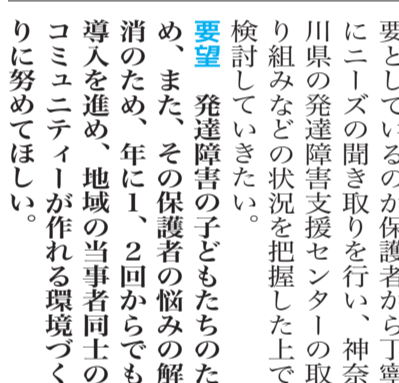 要としているのか保護者から丁寧
にニーズの聞き取りを行い、神奈
川県の発達障害支援センターの取
り組みなどの状況を把握した上で
検討していきたい。
要望　発達障害の子どもたちのた
め、また、その保護者の悩みの解
消のため、年に1、2回からでも
導入を進め、地域の当事者同士の
コミュニティーが作れる環境づく
りに努めてほしい。